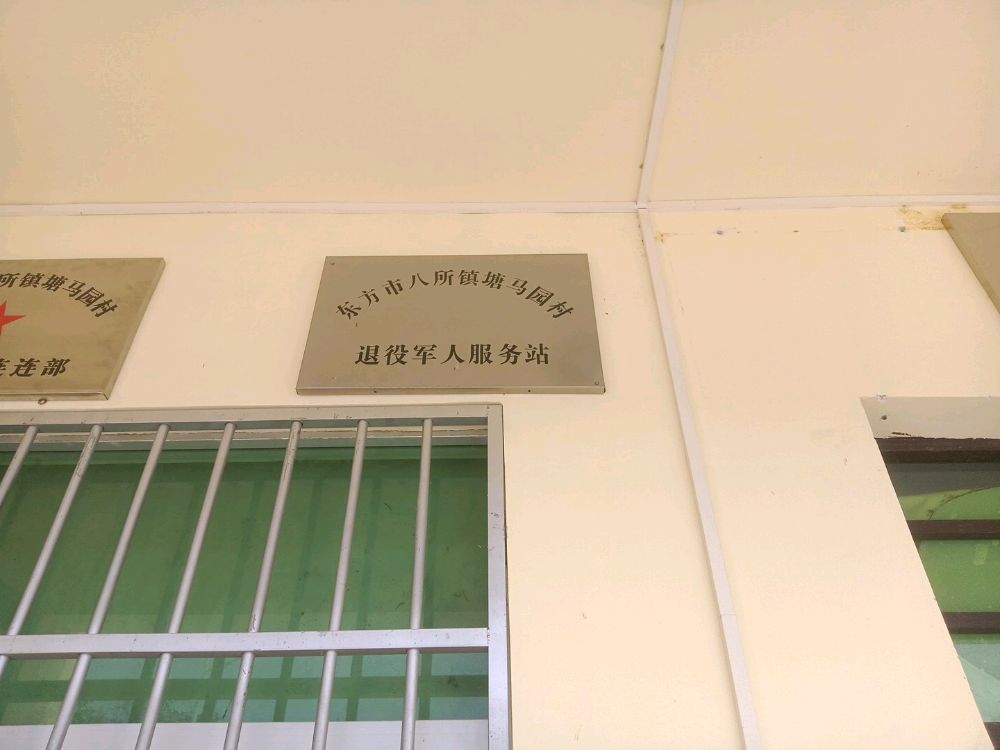 所镇塘马园村
连连部
东方市八所镇塘马园村
退役军人服务站